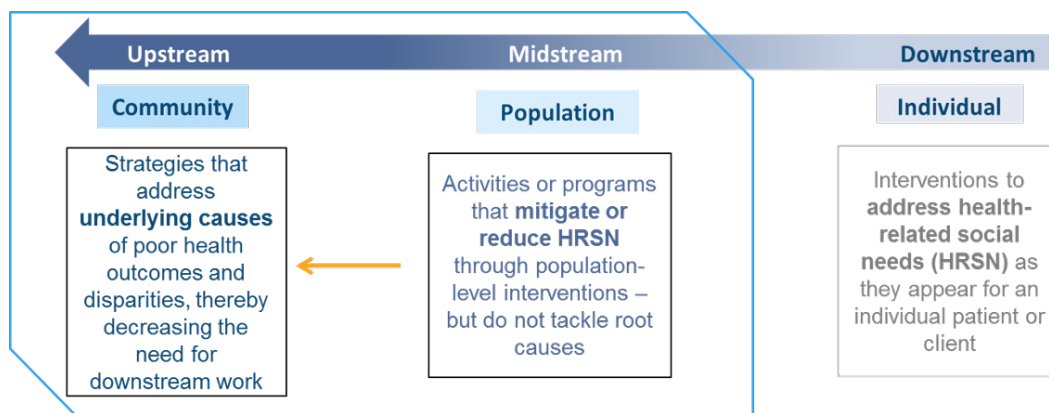 Upstream
Midstream
Downstream
Community
Population
Individual
Strategies that
address
underlying causes
of poor health
outcomes and
disparities, thereby
decreasing the
need for
downstream work
Activities or programs
that mitigate or
reduce HRSN
through population-
level interventions –
but do not tackle root
causes
Interventions to
address health-
related social
needs (HRSN) as
they appear for an
individual patient or
client